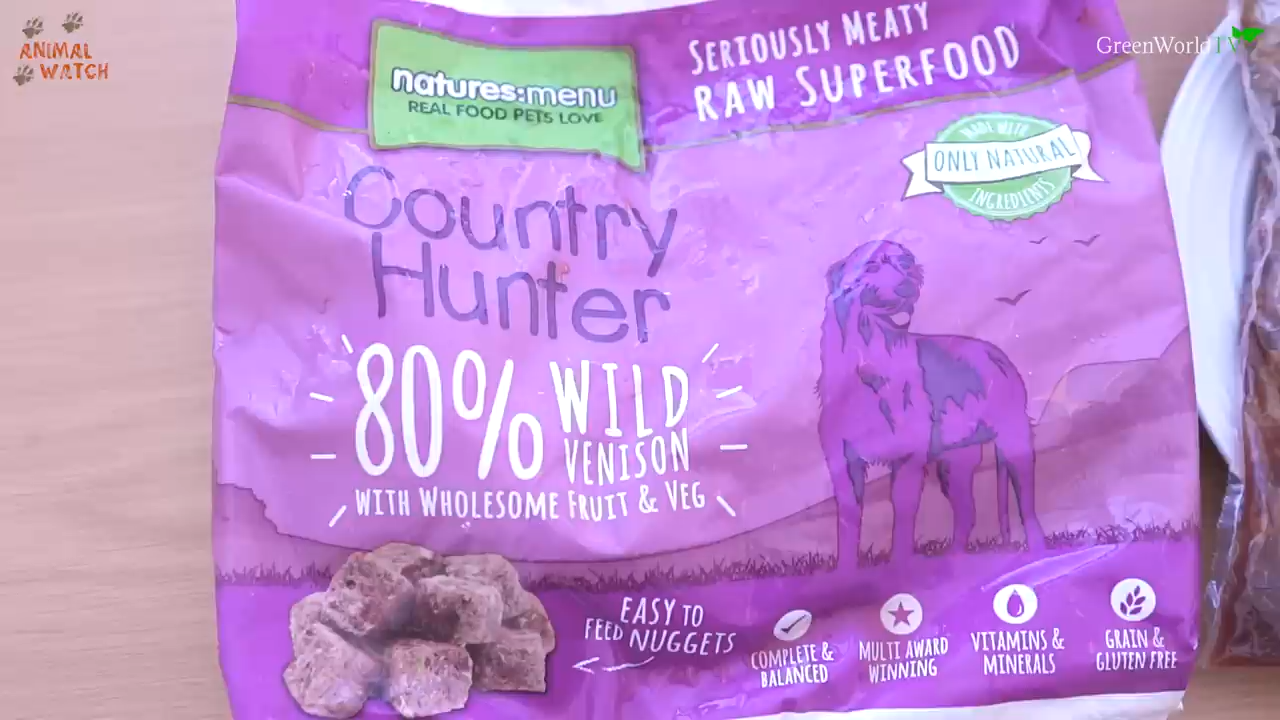 ANIMAL
WATCH
GreenWorldTV
natures:menu
REAL FOOD PETS LOVE
SERIOUSLY MEATY
RAW SUPERFOOD
MADE WITH
ONLY NATURAL
INGREDIENTS
Country
Hunter
80% WILD
VENISON
WITH WHOLESOME FRUIT & VEG
EASY TO
FEED NUGGETS
COMPLETE &
BALANCED
MULTI AWARD
WINNING
VITAMINS &
MINERALS
GRAIN &
GLUTEN FREE